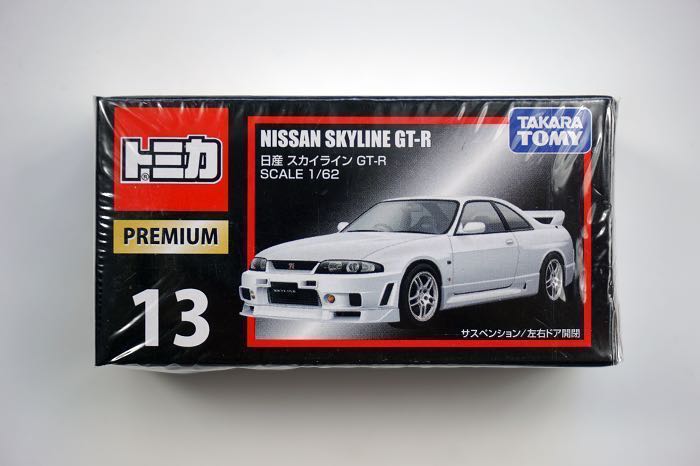 トミカ
®
PREMIUM
13
NISSAN SKYLINE GT-R
日産 スカイライン GT-R
SCALE 1/62
TAKARA
TOMY
サスペンション/左右ドア開閉